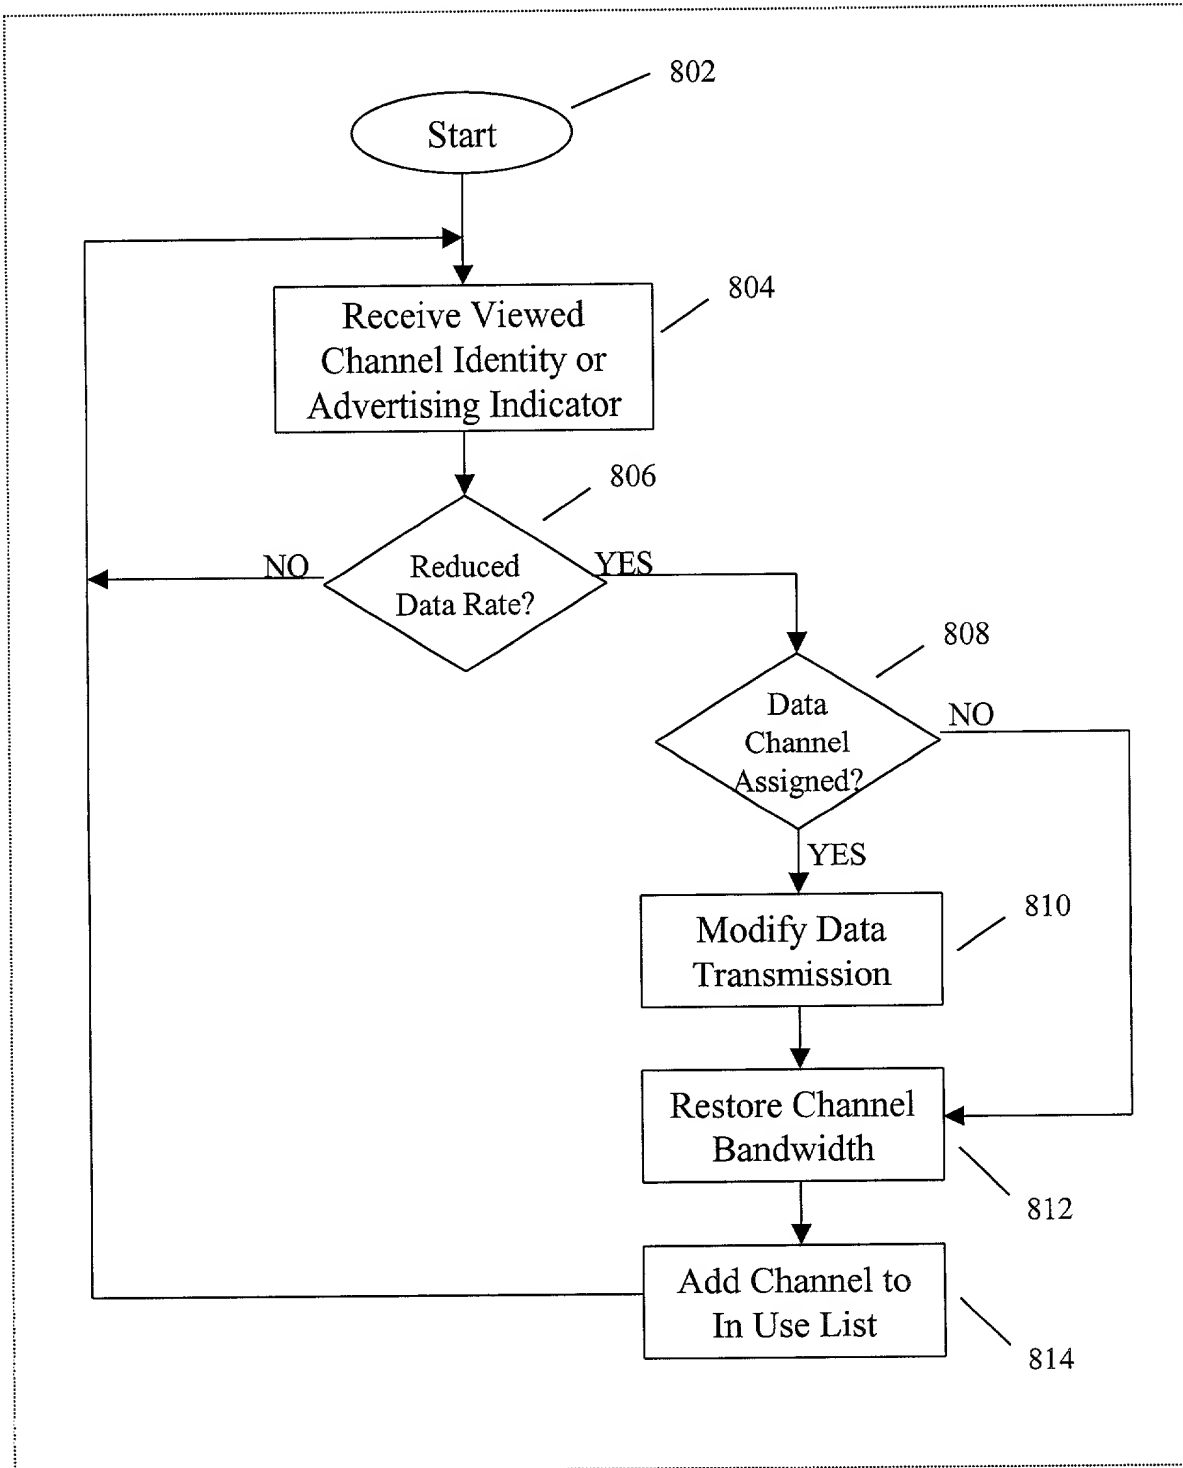 802
Start
804
Receive Viewed
Channel Identity or
Advertising Indicator
806
NO
YES
Reduced
Data Rate?
808
Data
Channel
Assigned?
NO
YES
810
Modify Data
Transmission
Restore Channel
Bandwidth
812
Add Channel to
In Use List
814